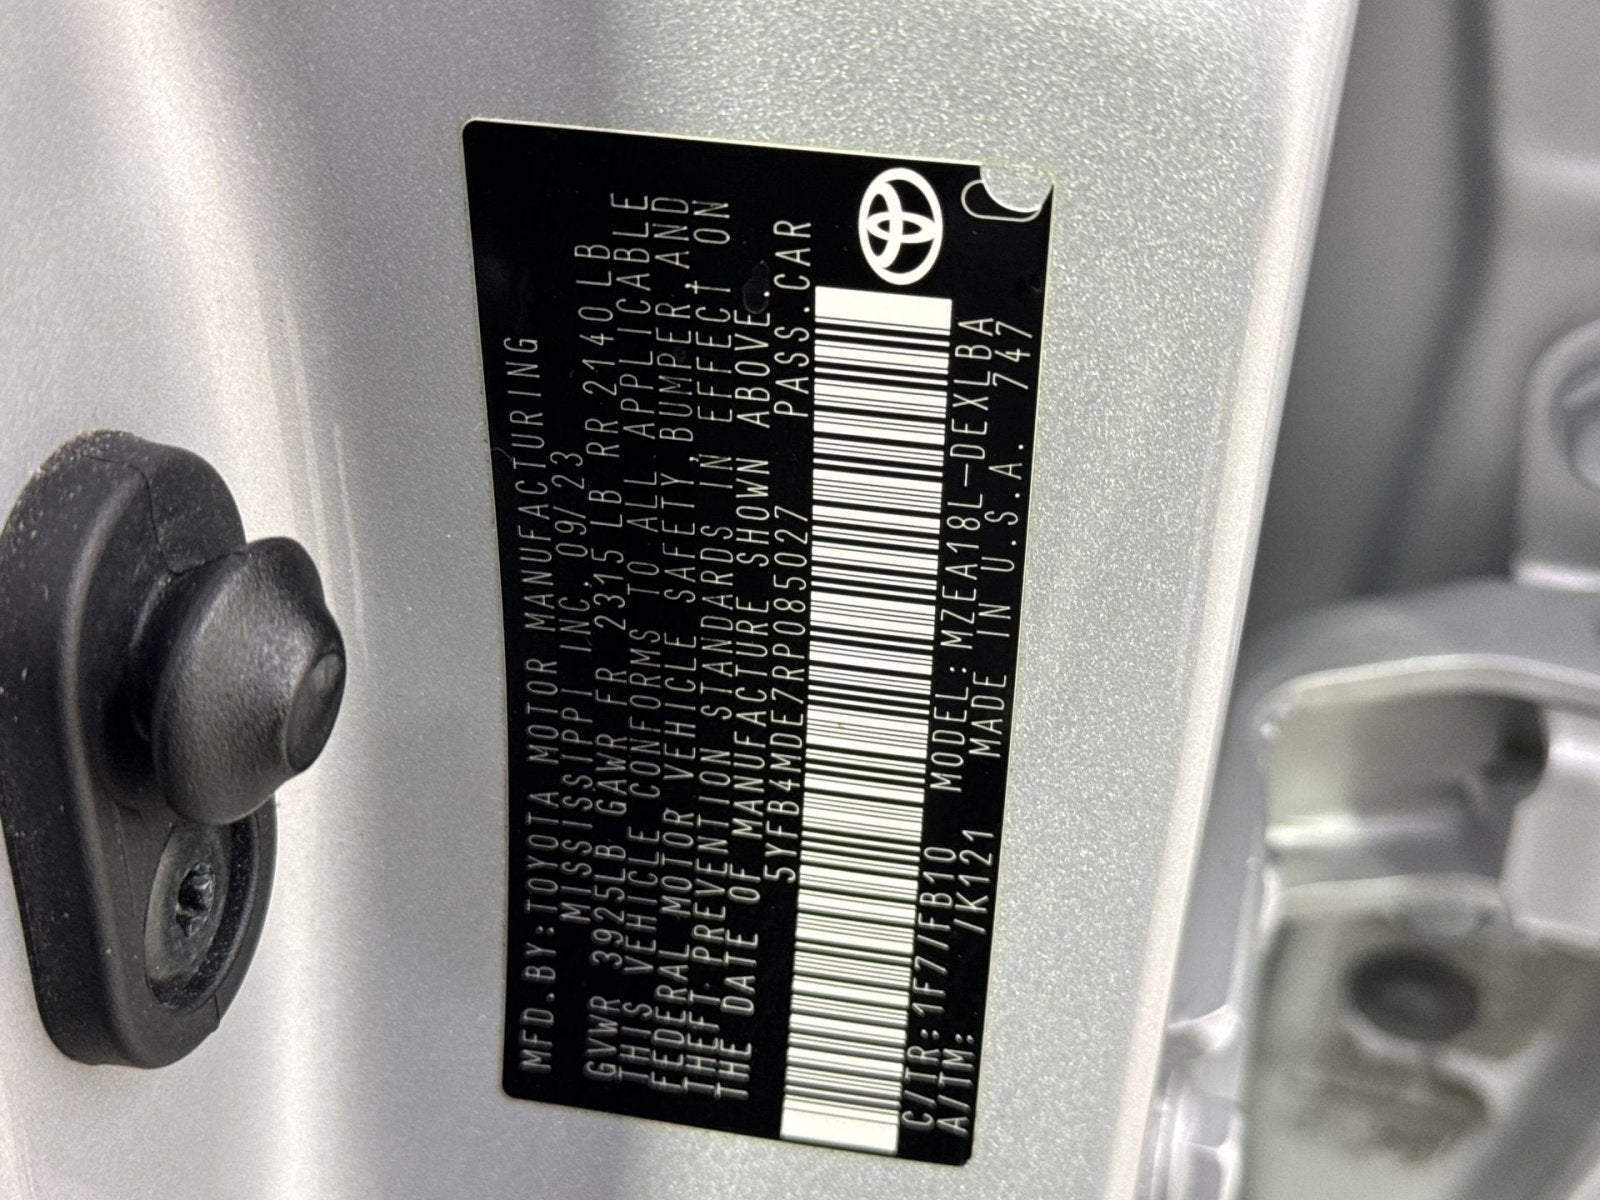 MFD.BY:TOYOTA MOTOR MANUFACTURING
MISSISSIPPI INC. 09/23
GVWR 3925LB GAWR FR 2315 LB RR 2140LB
THIS VEHICLE CONFORMS TO ALL APPLICABLE
FEDERAL MOTOR VEHICLE SAFETY, BUMPER, AND
THEFT PREVENTION STANDARDS IN EFFECT ON
THE DATE OF MANUFACTURE SHOWN ABOVE.
5YFB4MDE7RP085027 PASS.CAR
C/TR:1F7/FB10 MODEL:MZEA18L-DEXLBA
A/TM: /K121 MADE IN U.S.A. 747